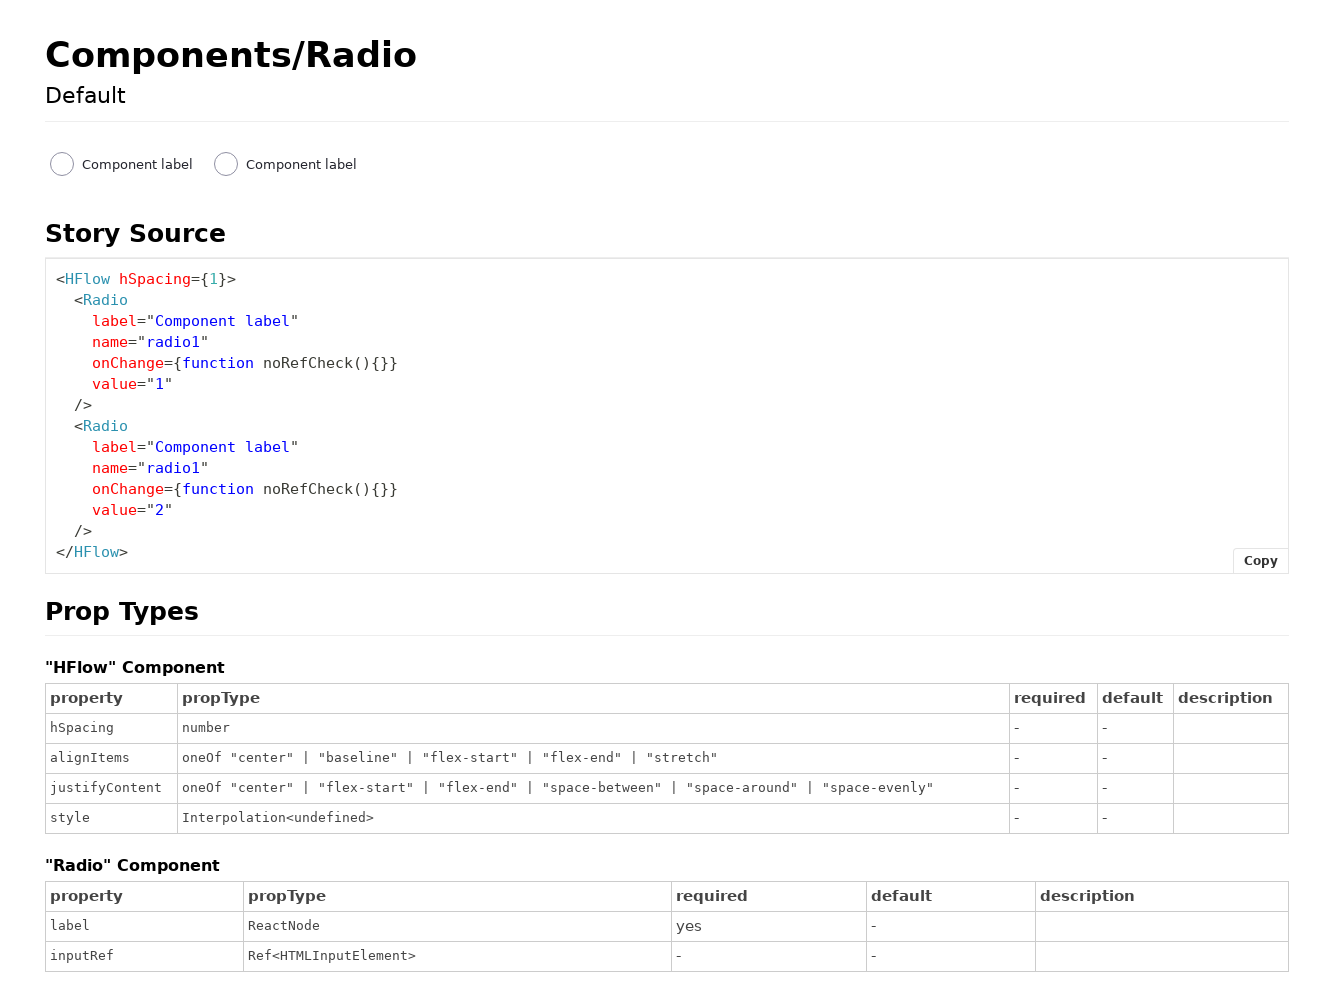 Components/Radio
Default
Component label Component label
Story Source
<HFlow hSpacing={1}>
  <Radio
    label="Component label"
    name="radio1"
    onChange={function noRefCheck(){}}
    value="1"
  />
  <Radio
    label="Component label"
    name="radio1"
    onChange={function noRefCheck(){}}
    value="2"
  />
</HFlow>
Copy
Prop Types
"HFlow" Component
property propType required default description
hSpacing number - -
alignItems oneOf "center" | "baseline" | "flex-start" | "flex-end" | "stretch" - -
justifyContent oneOf "center" | "flex-start" | "flex-end" | "space-between" | "space-around" | "space-evenly" - -
style Interpolation<undefined> - -
"Radio" Component
property propType required default description
label ReactNode yes -
inputRef Ref<HTMLInputElement> - -